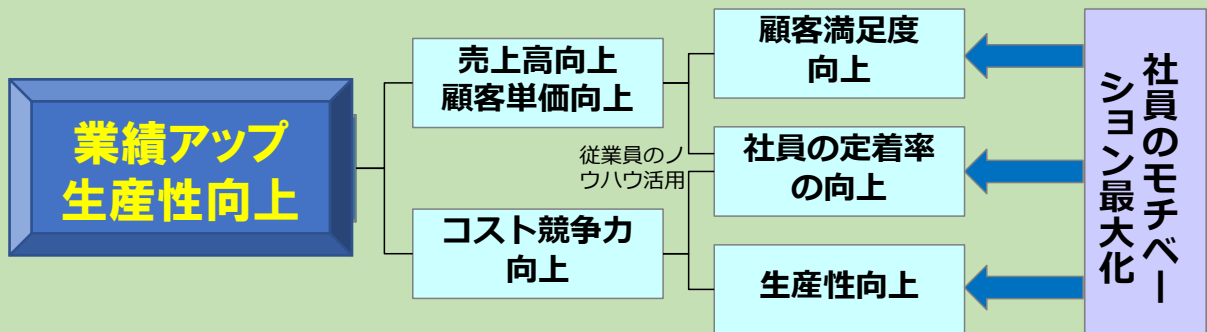 業績アップ
生産性向上
売上高向上
顧客単価向上
従業員のノ
ウハウ活用
コスト競争力
向上
顧客満足度
向上
社員の定着率
の向上
生産性向上
社員のモチベー
ション最大化